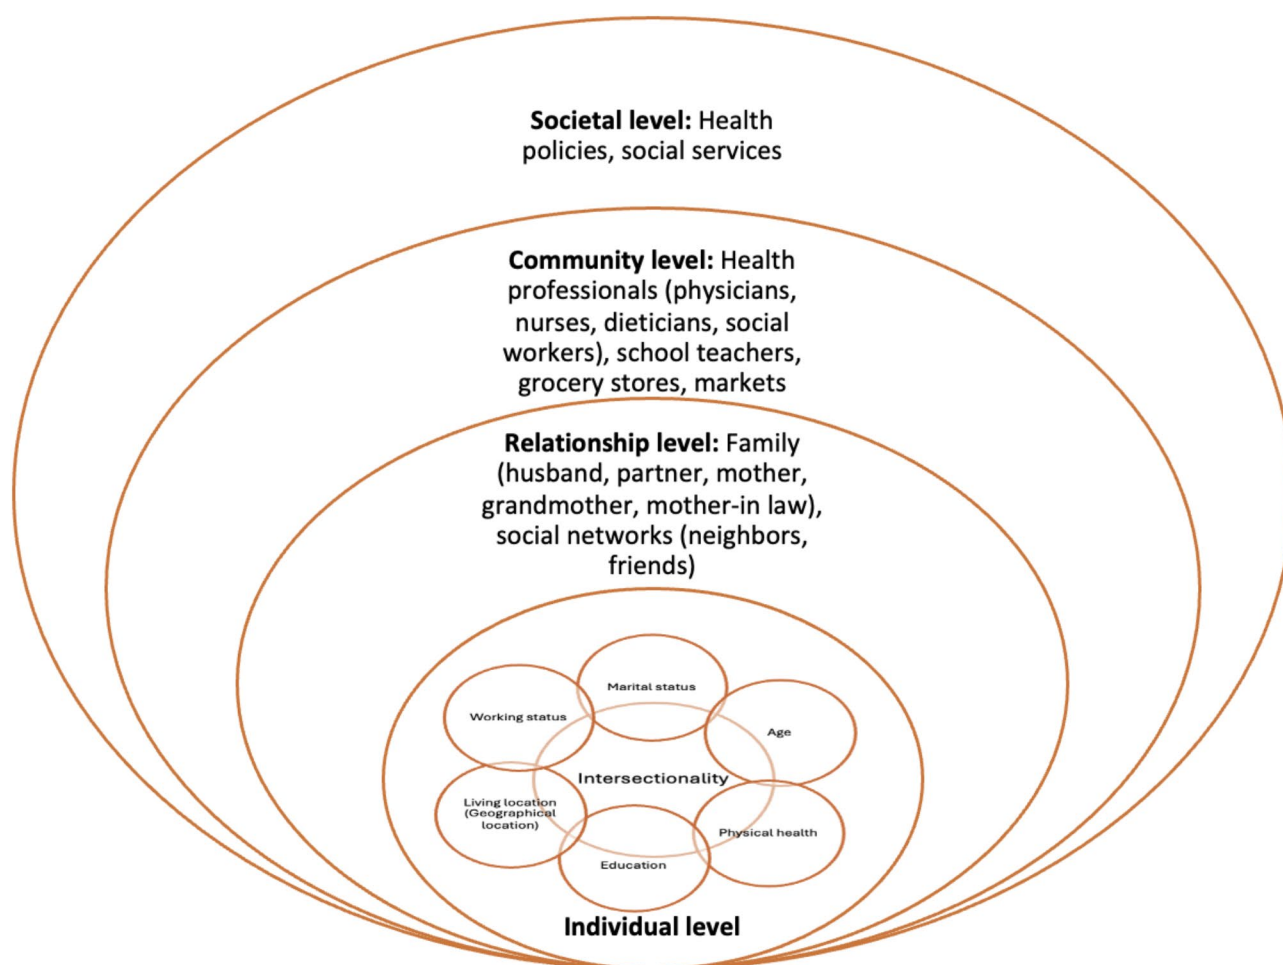 Societal level: Health
policies, social services
Community level: Health
professionals (physicians,
nurses, dieticians, social
workers), school teachers,
grocery stores, markets
Relationship level: Family
(husband, partner, mother,
grandmother, mother-in law),
social networks (neighbors,
friends)
Marital status
Working status
Age
Intersectionality
Living location
(Geographical
location)
Physical health
Education
Individual level